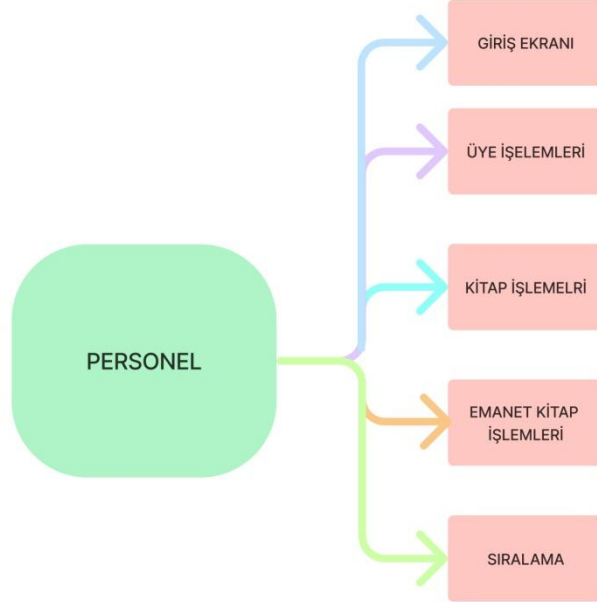 GİRİŞ EKRANI
ÜYE İŞELEMLERİ
KİTAP İŞLEMELRİ
PERSONEL
EMANET KİTAP
İŞLEMLERİ
SIRALAMA